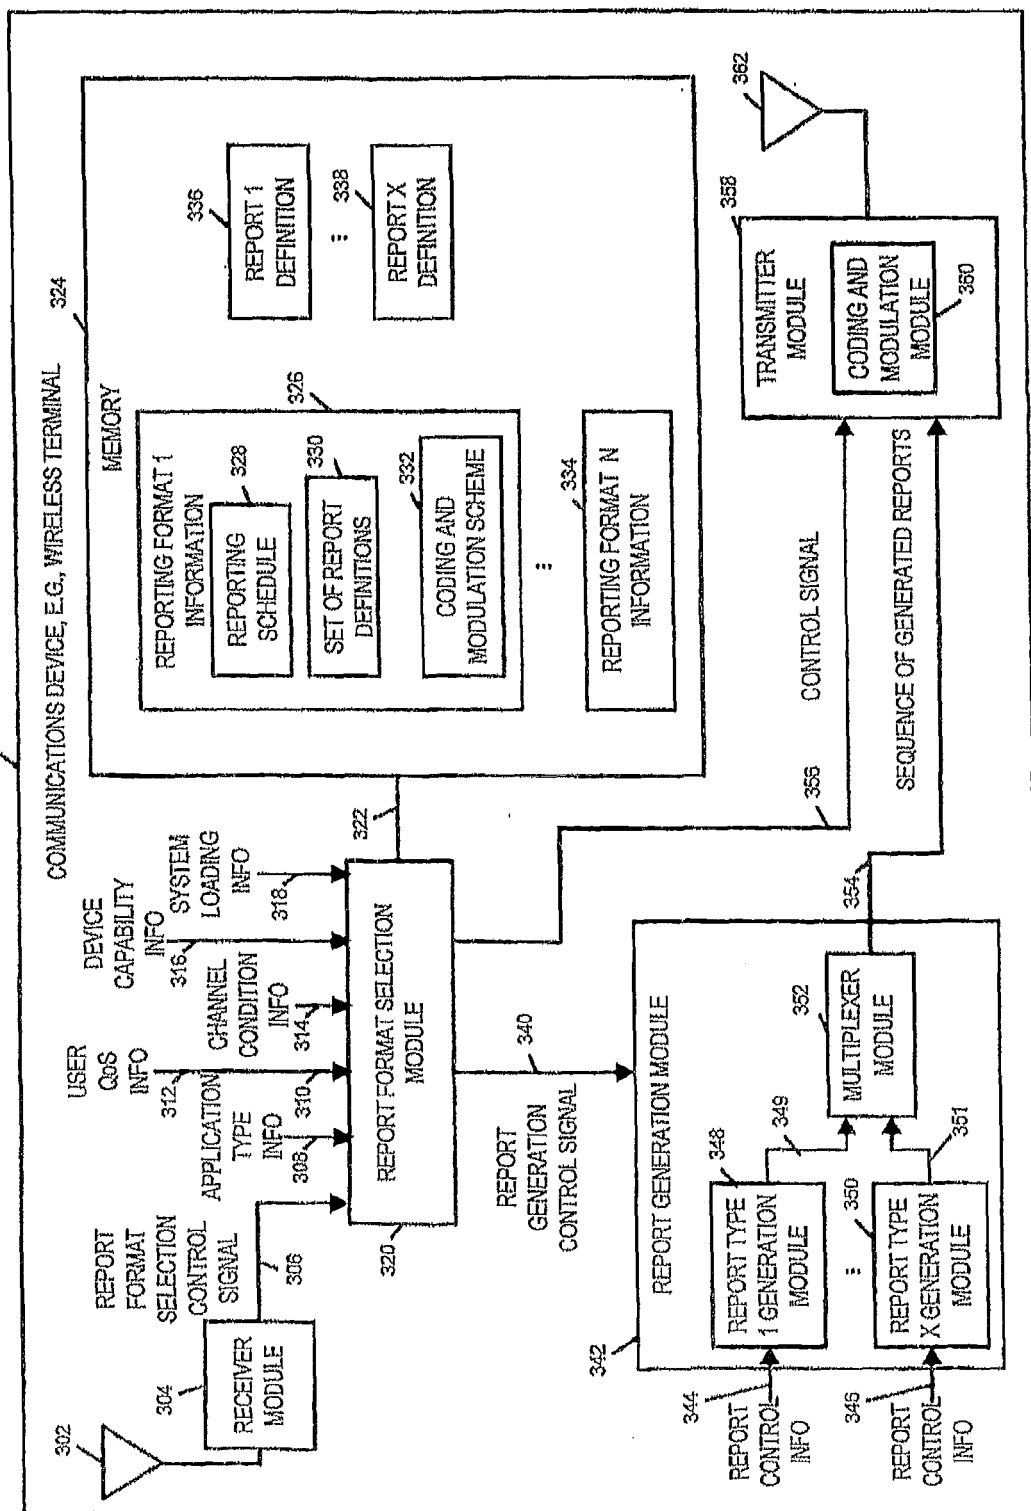 COMMUNICATIONS DEVICE, E.G., WIRELESS TERMINAL
302
304
RECEIVER
MODULE
REPORT
FORMAT
SELECTION
CONTROL
SIGNAL
306
APPLICATION
TYPE
INFO
308
310
USER
QoS
INFO
312
CHANNEL
CONDITION
INFO
314
DEVICE
CAPABILITY
INFO
316
SYSTEM
LOADING
INFO
318
REPORT FORMAT SELECTION
MODULE
320
322
324
MEMORY
REPORTING FORMAT 1
INFORMATION
326
REPORTING
SCHEDULE
328
SET OF REPORT
DEFINITIONS
330
CODING AND
MODULATION SCHEME
332
REPORTING FORMAT N
INFORMATION
334
336
REPORT 1
DEFINITION
338
REPORT X
DEFINITION
REPORT
GENERATION
CONTROL SIGNAL
340
342
REPORT GENERATION MODULE
344
REPORT
CONTROL
INFO
346
REPORT
CONTROL
INFO
REPORT TYPE
1 GENERATION
MODULE
348
349
REPORT TYPE
X GENERATION
MODULE
350
351
352
MULTIPLEXER
MODULE
354
356
CONTROL SIGNAL
SEQUENCE OF GENERATED REPORTS
358
TRANSMITTER
MODULE
CODING AND
MODULATION
MODULE
360
362